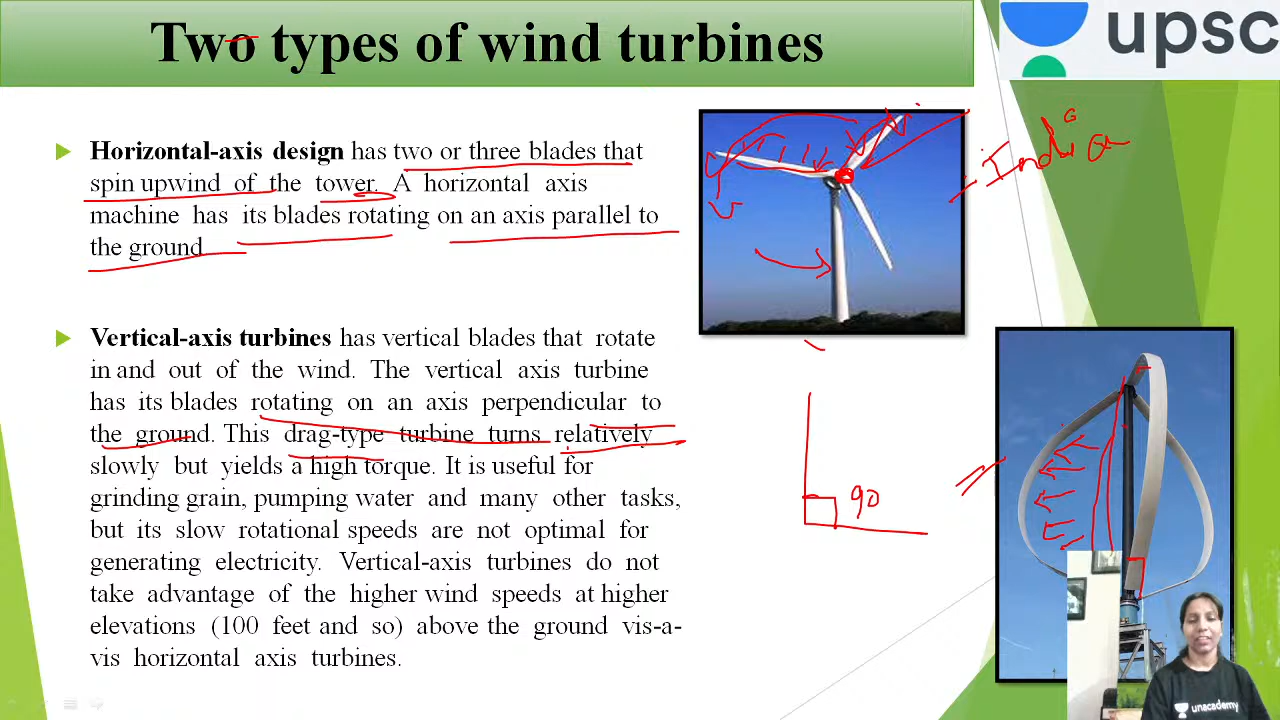 Two types of wind turbines
upsc
Horizontal-axis design has two or three blades that
spin upwind of the tower. A horizontal axis
machine has its blades rotating on an axis parallel to
the ground
India
Vertical-axis turbines has vertical blades that rotate
in and out of the wind. The vertical axis turbine
has its blades rotating on an axis perpendicular to
the ground. This drag-type turbine turns relatively
slowly but yields a high torque. It is useful for
grinding grain, pumping water and many other tasks,
but its slow rotational speeds are not optimal for
generating electricity. Vertical-axis turbines do not
take advantage of the higher wind speeds at higher
elevations (100 feet and so) above the ground vis-a-
vis horizontal axis turbines.
90
unacademy